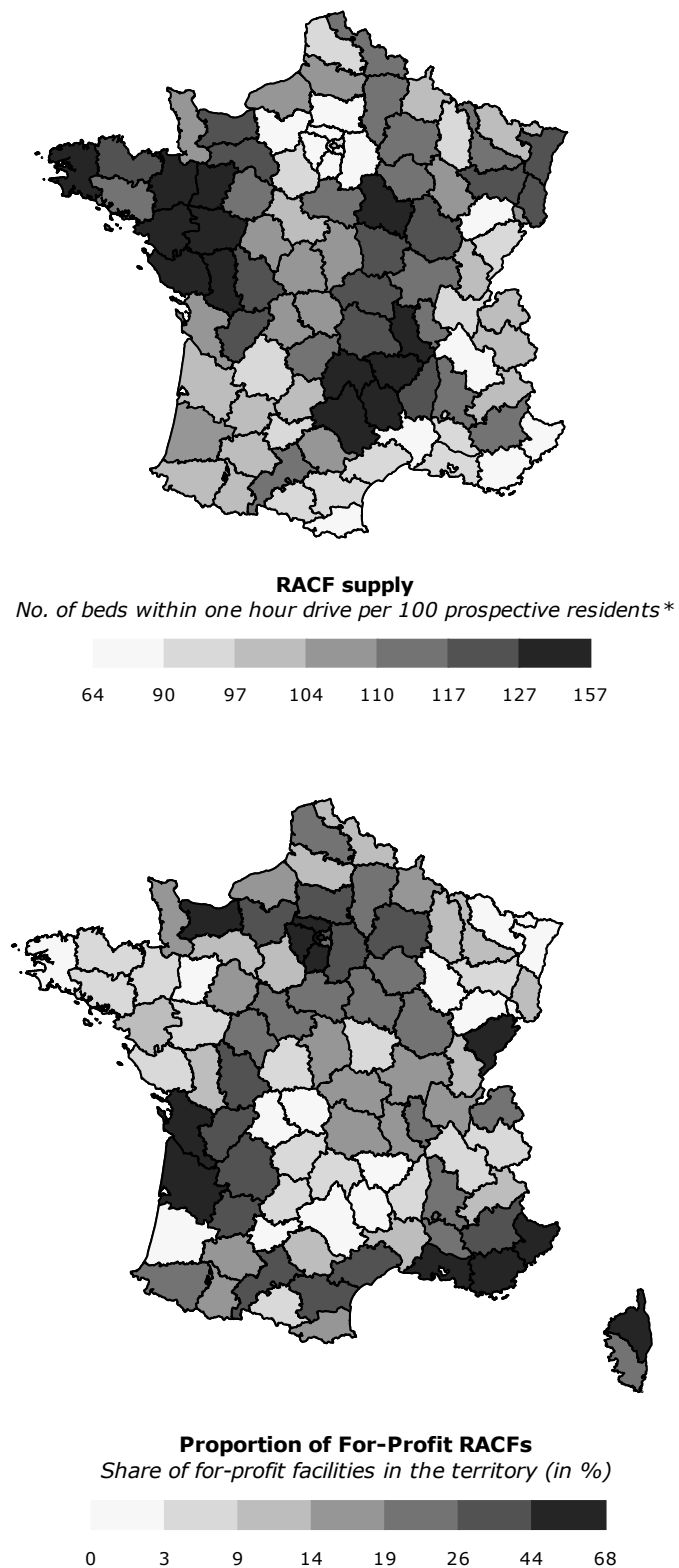 RACF supply
No. of beds within one hour drive per 100 prospective residents*
64 90 97 104 110 117 127 157
Proportion of For-Profit RACFs
Share of for-profit facilities in the territory (in %)
0 3 9 14 19 26 44 68